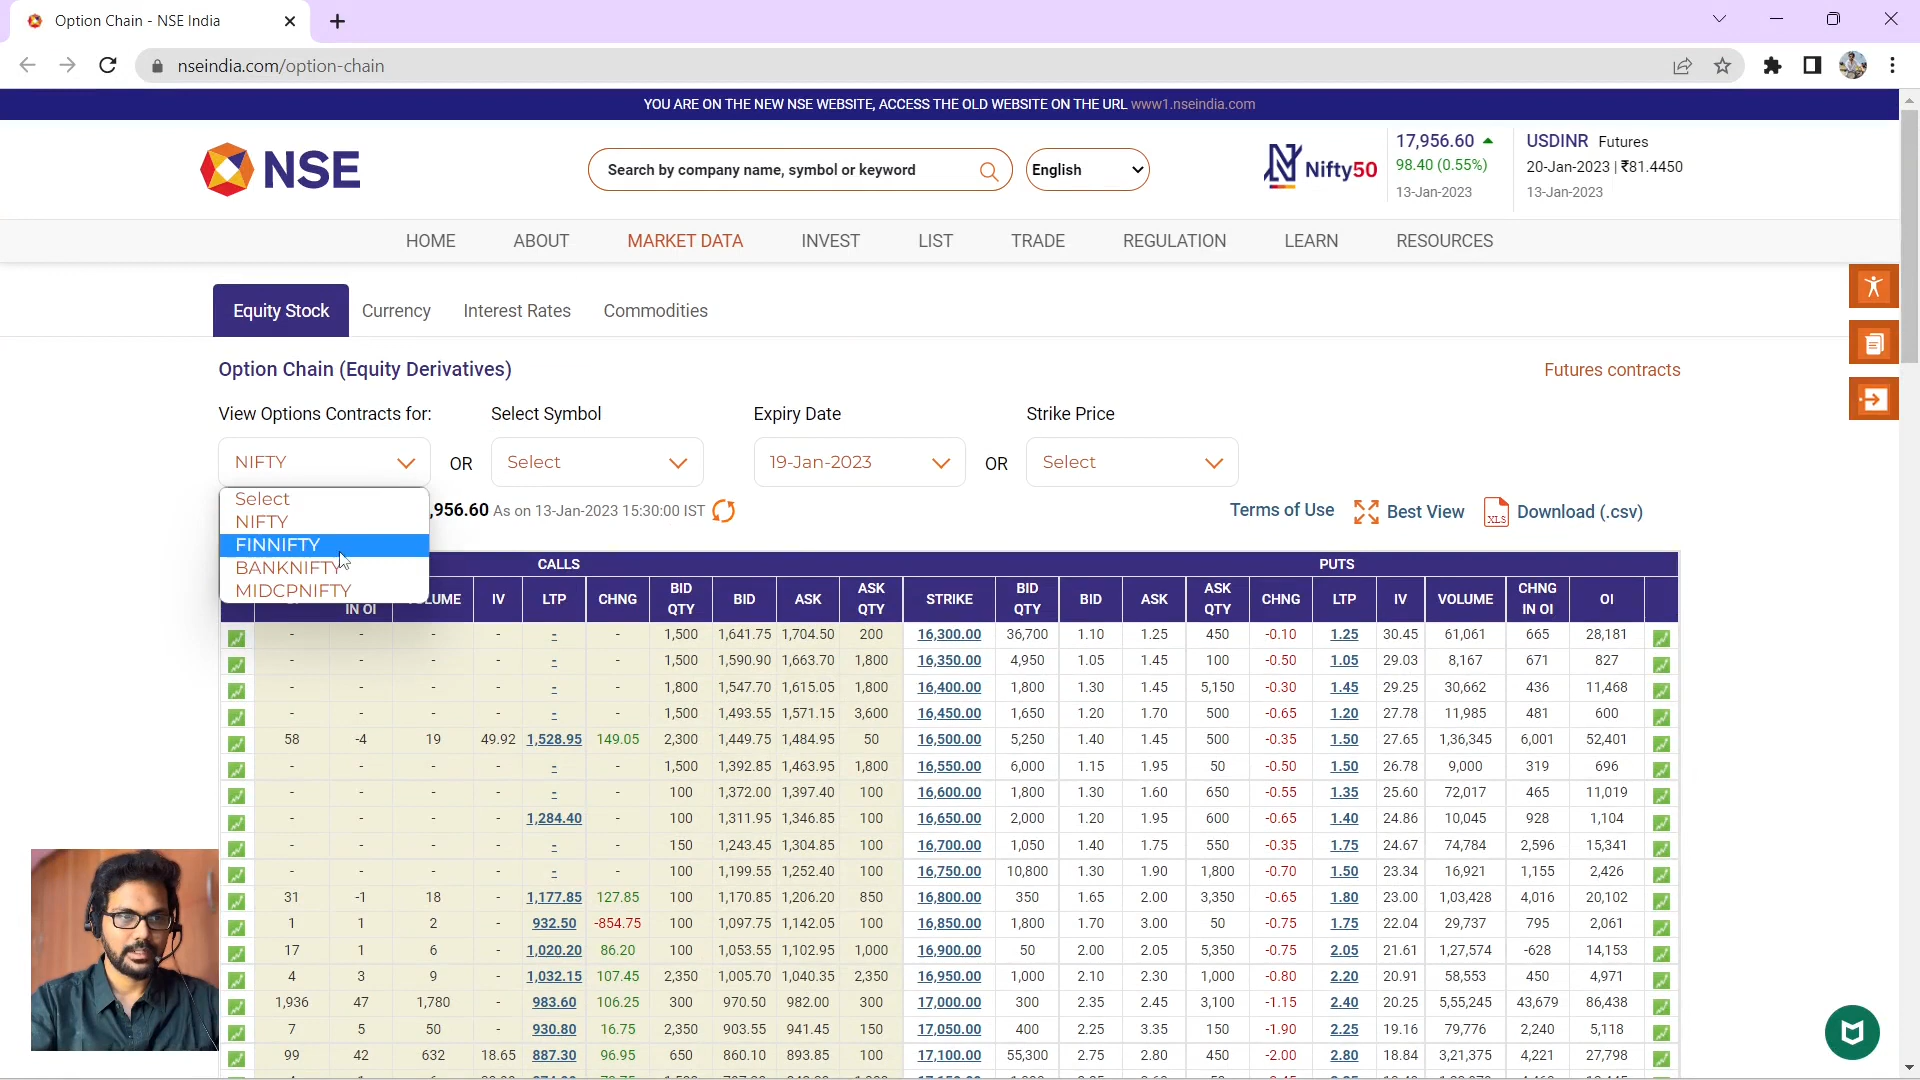 Option Chain - NSE India
nseindia.com/option-chain
YOU ARE ON THE NEW NSE WEBSITE, ACCESS THE OLD WEBSITE ON THE URL www1.nseindia.com
NSE
Search by company name, symbol or keyword
English
Nifty50
17,956.60
98.40 (0.55%)
13-Jan-2023
USDINR Futures
20-Jan-2023 | ₹81.4450
13-Jan-2023
HOME ABOUT MARKET DATA INVEST LIST TRADE REGULATION LEARN RESOURCES
Equity Stock Currency Interest Rates Commodities
Option Chain (Equity Derivatives) Futures contracts
View Options Contracts for: Select Symbol Expiry Date Strike Price
NIFTY OR Select 19-Jan-2023 OR Select
Select
NIFTY
FINNIFTY
BANKNIFTY
MIDCPNIFTY
,956.60 As on 13-Jan-2023 15:30:00 IST Terms of Use Best View XLS Download (.csv)
CALLS PUTS
IN OI LUME IV LTP CHNG BID QTY BID ASK ASK QTY STRIKE BID QTY BID ASK ASK QTY CHNG LTP IV VOLUME CHNG IN OI OI
- - - - - - 1,500 1,641.75 1,704.50 200 16,300.00 36,700 1.10 1.25 450 -0.10 1.25 30.45 61,061 665 28,181
- - - - - - 1,500 1,590.90 1,663.70 1,800 16,350.00 4,950 1.05 1.45 100 -0.50 1.05 29.03 8,167 671 827
- - - - - - 1,800 1,547.70 1,615.05 1,800 16,400.00 1,800 1.30 1.45 5,150 -0.30 1.45 29.25 30,662 436 11,468
- - - - - - 1,500 1,493.55 1,571.15 3,600 16,450.00 1,650 1.20 1.70 500 -0.65 1.20 27.78 11,985 481 600
58 -4 19 49.92 1,528.95 149.05 2,300 1,449.75 1,484.95 50 16,500.00 5,250 1.40 1.45 500 -0.35 1.50 27.65 1,36,345 6,001 52,401
- - - - - - 1,500 1,392.85 1,463.95 1,800 16,550.00 6,000 1.15 1.95 50 -0.50 1.50 26.78 9,000 319 696
- - - - - - 100 1,372.00 1,397.40 100 16,600.00 1,800 1.30 1.60 650 -0.55 1.35 25.60 72,017 465 11,019
- - - - 1,284.40 - 100 1,311.95 1,346.85 100 16,650.00 2,000 1.20 1.95 600 -0.65 1.40 24.86 10,045 928 1,104
- - - - - - 150 1,243.45 1,304.85 100 16,700.00 1,050 1.40 1.75 550 -0.35 1.75 24.67 74,784 2,596 15,341
- - - - - - 100 1,199.55 1,252.40 100 16,750.00 10,800 1.30 1.90 1,800 -0.70 1.50 23.34 16,921 1,155 2,426
31 -1 18 - 1,177.85 127.85 100 1,170.85 1,206.20 850 16,800.00 350 1.65 2.00 3,350 -0.65 1.80 23.00 1,03,428 4,016 20,102
1 1 2 - 932.50 -854.75 100 1,097.75 1,142.05 100 16,850.00 1,800 1.70 3.00 50 -0.75 1.75 22.04 29,737 795 2,061
17 1 6 - 1,020.20 86.20 100 1,053.55 1,102.95 1,000 16,900.00 50 2.00 2.05 5,350 -0.75 2.05 21.61 1,27,574 -628 14,153
4 3 9 - 1,032.15 107.45 2,350 1,005.70 1,040.35 2,350 16,950.00 1,000 2.10 2.30 1,000 -0.80 2.20 20.91 58,553 450 4,971
1,936 47 1,780 - 983.60 106.25 300 970.50 982.00 300 17,000.00 300 2.35 2.45 3,100 -1.15 2.40 20.25 5,55,245 43,679 86,438
7 5 50 - 930.80 16.75 2,350 903.55 941.45 150 17,050.00 400 2.25 3.35 150 -1.90 2.25 19.16 79,776 2,240 5,118
99 42 632 18.65 887.30 96.95 650 860.10 893.85 100 17,100.00 55,300 2.75 2.80 450 -2.00 2.80 18.84 3,21,375 4,221 27,798